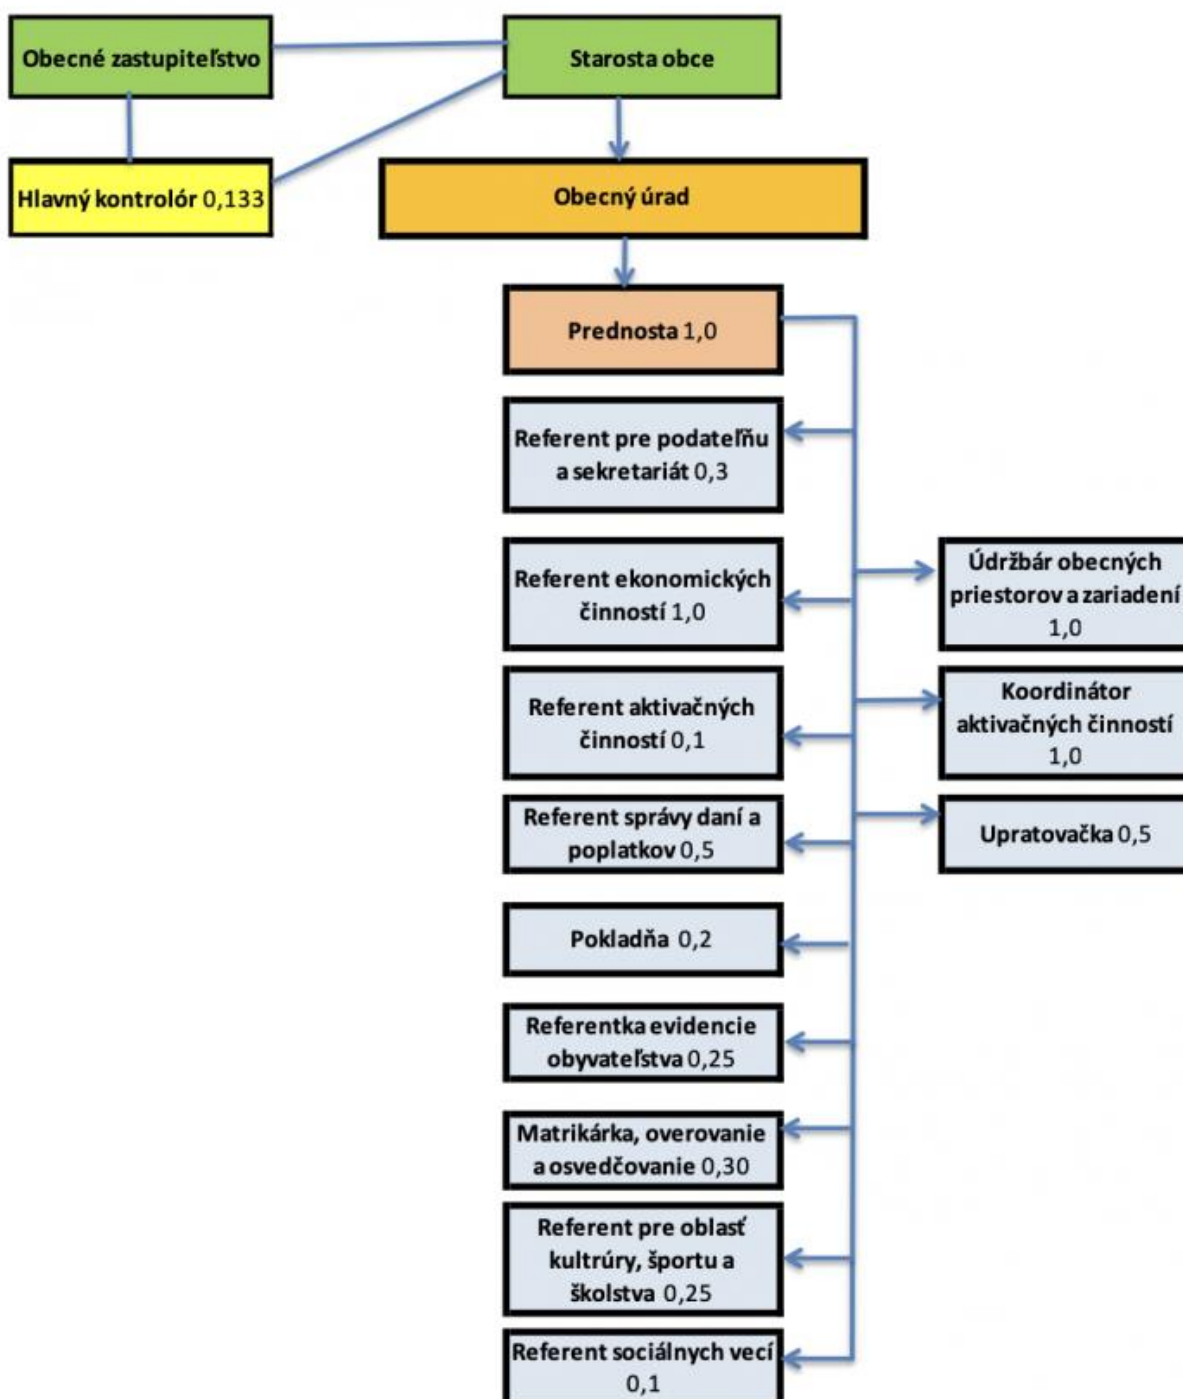 Obecné zastupiteľstvo
Starosta obce
Hlavný kontrolór 0,133
Obecný úrad
Prednosta 1,0
Referent pre podateľňu
a sekretariát 0,3
Referent ekonomických
činností 1,0
Údržbár obecných
priestorov a zariadení
1,0
Referent aktivačných
činností 0,1
Koordinátor
aktivačných činností
1,0
Referent správy daní a
poplatkov 0,5
Upratovačka 0,5
Pokladňa 0,2
Referentka evidencie
obyvateľstva 0,25
Matrikárka, overovanie
a osvedčovanie 0,30
Referent pre oblasť
kultrúry, športu a
školstva 0,25
Referent sociálnych vecí
0,1